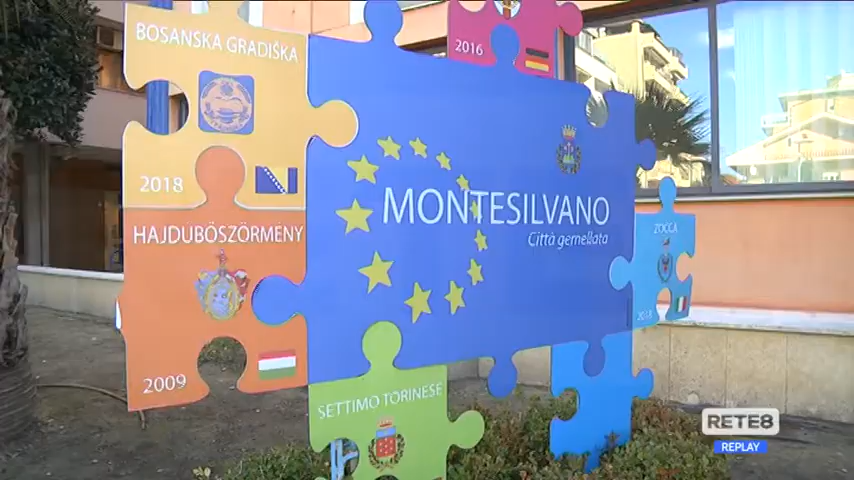 BOSANSKA GRADIŠKA
2018
2016
HAJDUBÖSZÖRMENY
2009
MONTESILVANO
Città gemellata
ZOCCA
2018
SETTIMO TORINESE
RETE8
REPLAY